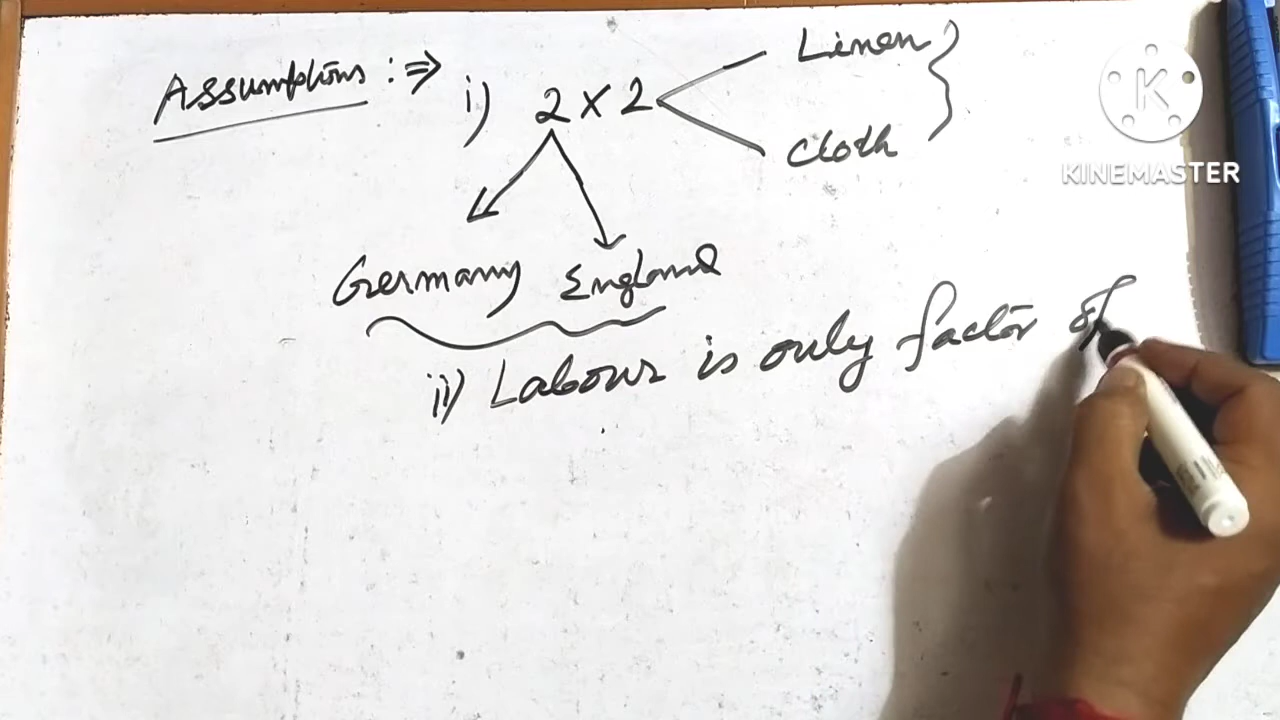 Assumptions :⇒ i) 2 x 2
Linen
Cloth
Germany England
ii) Labour is only factor of
K
KINEMASTER